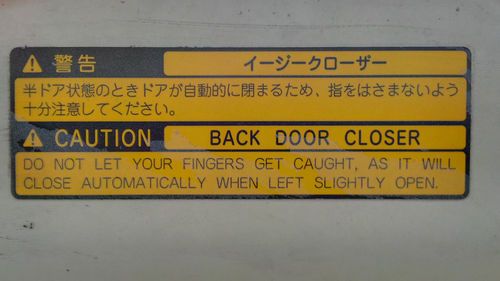 警告 イージークローザー
半ドア状態のときドアが自動的に閉まるため、指をはさまないよう
十分注意してください。
CAUTION BACK DOOR CLOSER
DO NOT LET YOUR FINGERS GET CAUGHT, AS IT WILL
CLOSE AUTOMATICALLY WHEN LEFT SLIGHTLY OPEN.